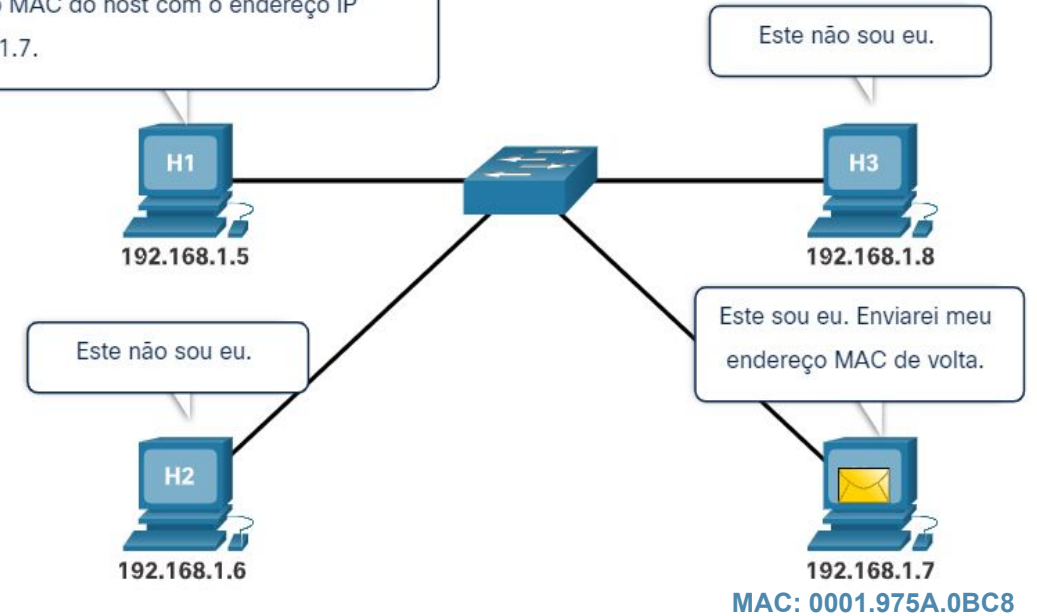 MAC do host com o endereço IP
1.7.
Este não sou eu.
H1
H3
192.168.1.5
192.168.1.8
Este não sou eu.
Este sou eu. Enviarei meu
endereço MAC de volta.
H2
192.168.1.6
192.168.1.7
MAC: 0001.975A.0BC8